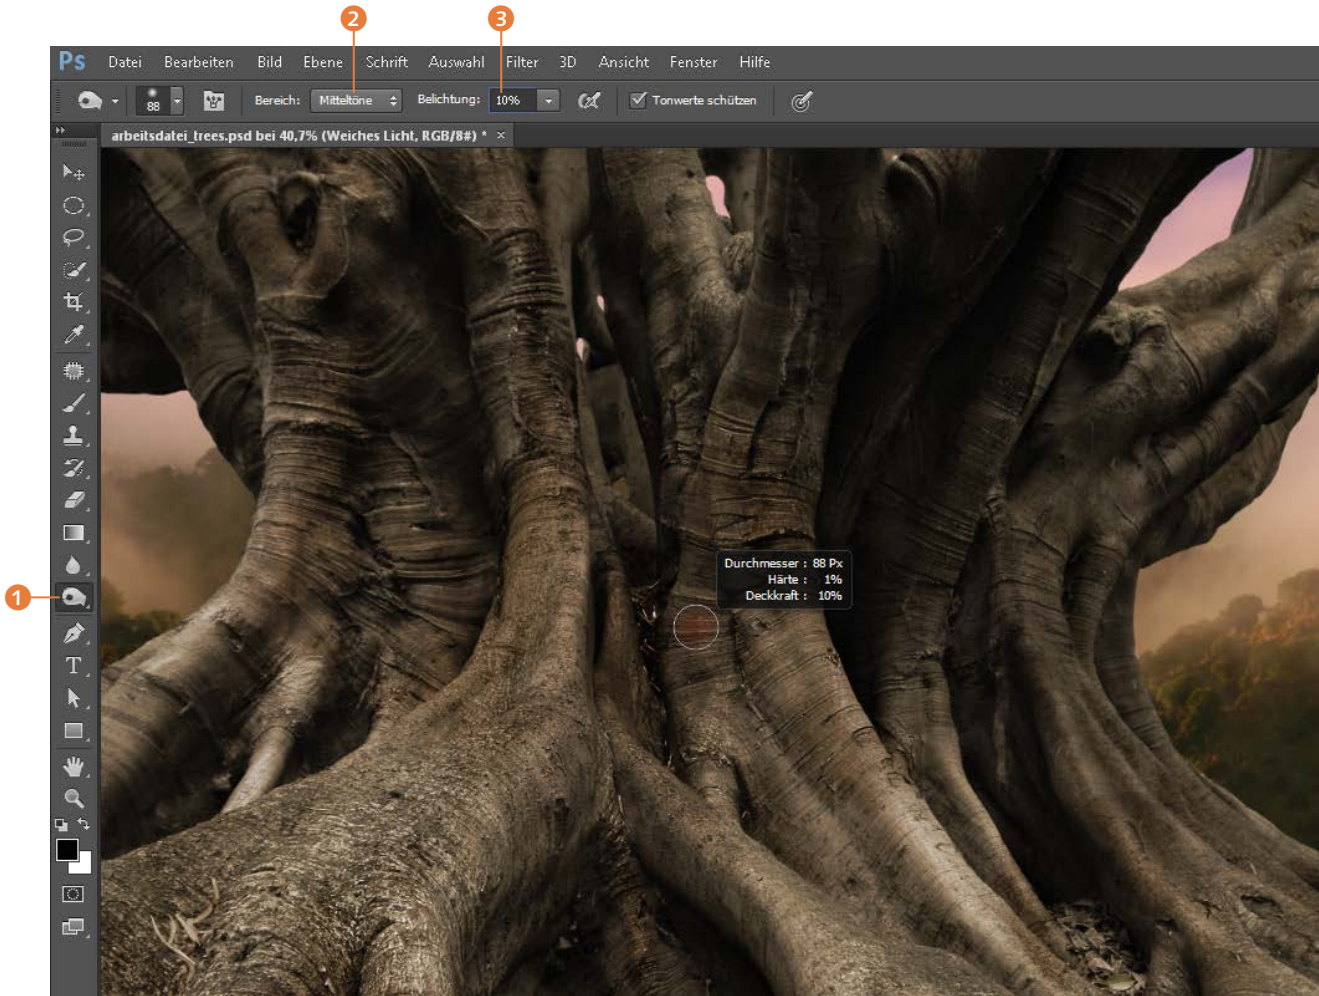 2 3
Ps Datei Bearbeiten Bild Ebene Schrift Auswahl Filter 3D Ansicht Fenster Hilfe
88 Bereich: Mitteltöne Belichtung: 10% Tonwerte schützen
arbeitsdatei_trees.psd bei 40,7% (Weiches Licht, RGB/8#) * ×
Durchmesser : 88 Px
Härte : 1%
Deckkraft : 10%
1
T